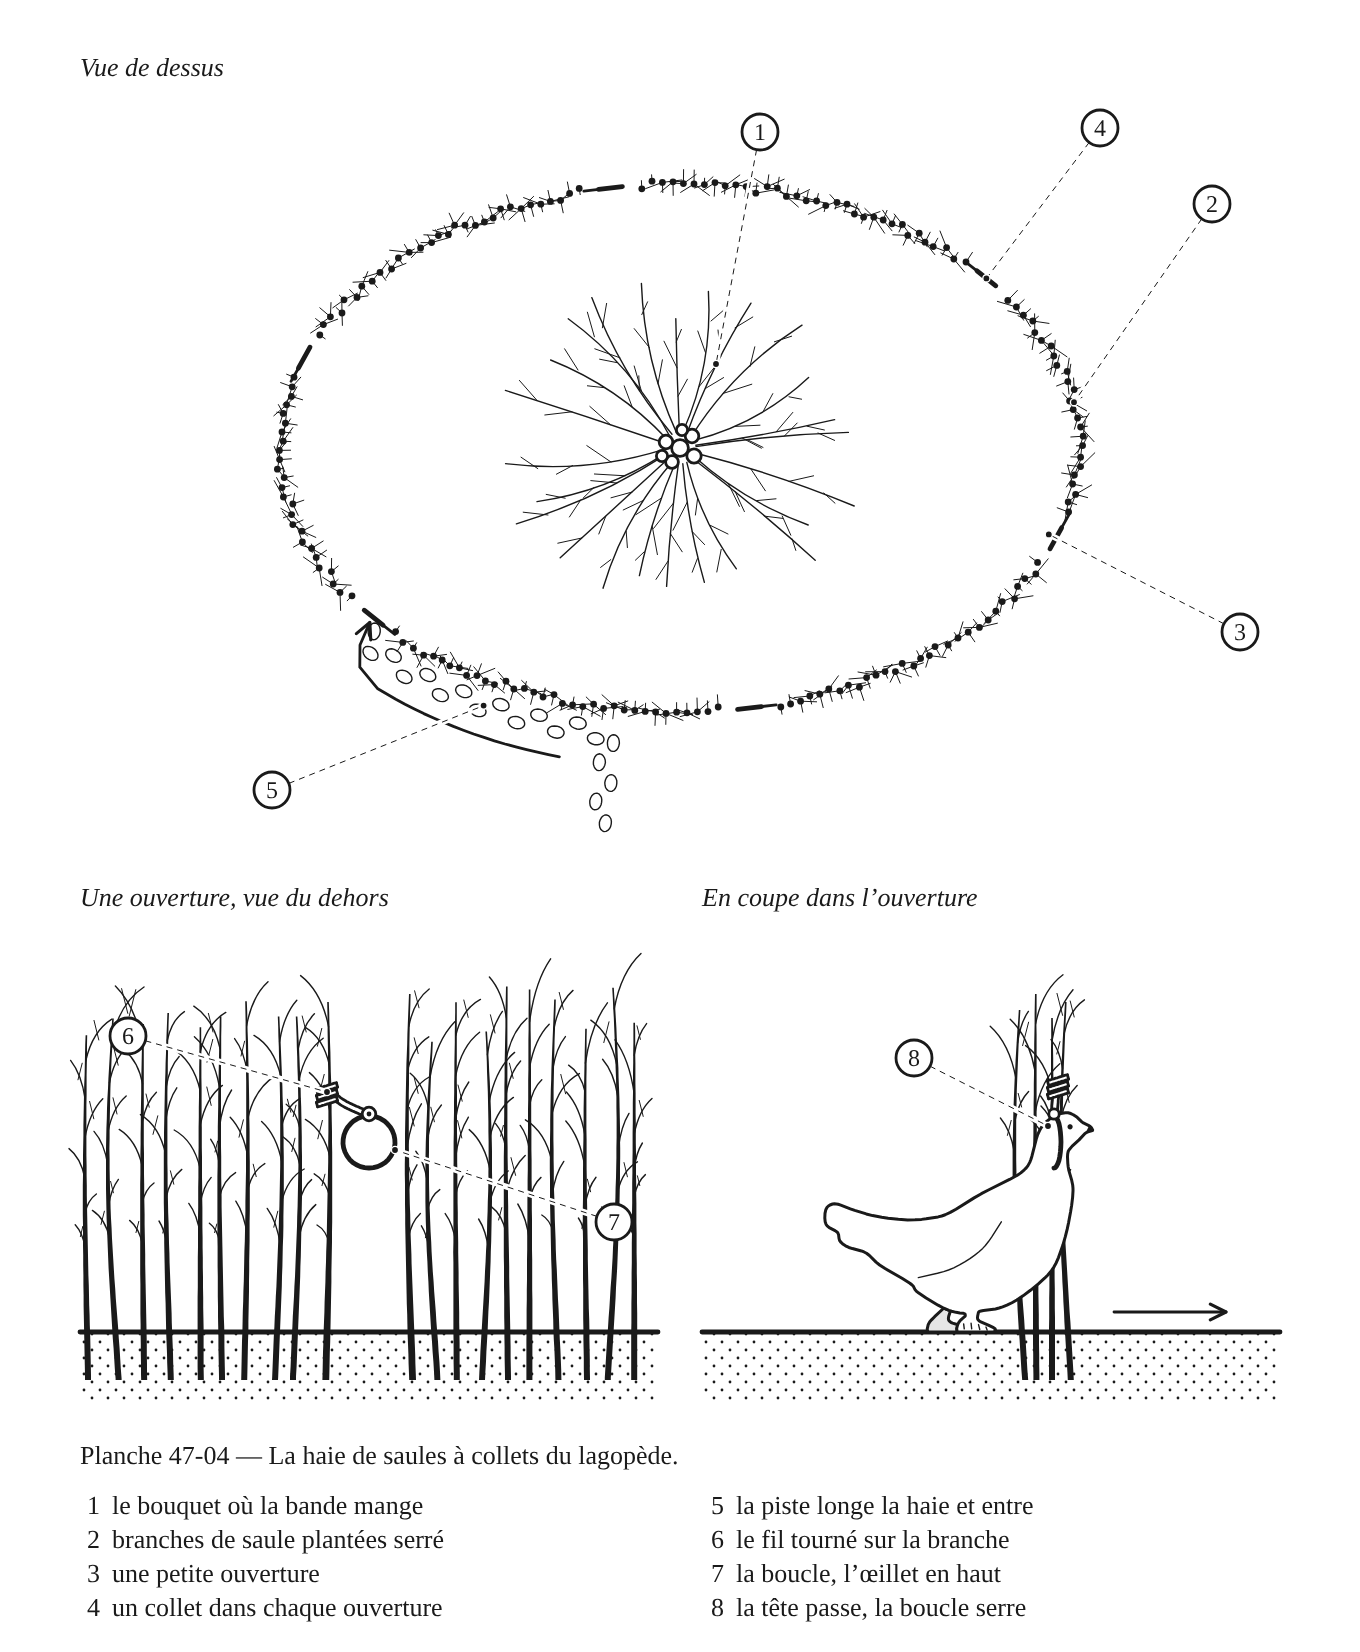 Vue de dessus
1
4
2
3
5
Une ouverture, vue du dehors
En coupe dans l’ouverture
6
8
7
Planche 47-04 — La haie de saules à collets du lagopède.
1 le bouquet où la bande mange
2 branches de saule plantées serré
3 une petite ouverture
4 un collet dans chaque ouverture
5 la piste longe la haie et entre
6 le fil tourné sur la branche
7 la boucle, l’œillet en haut
8 la tête passe, la boucle serre